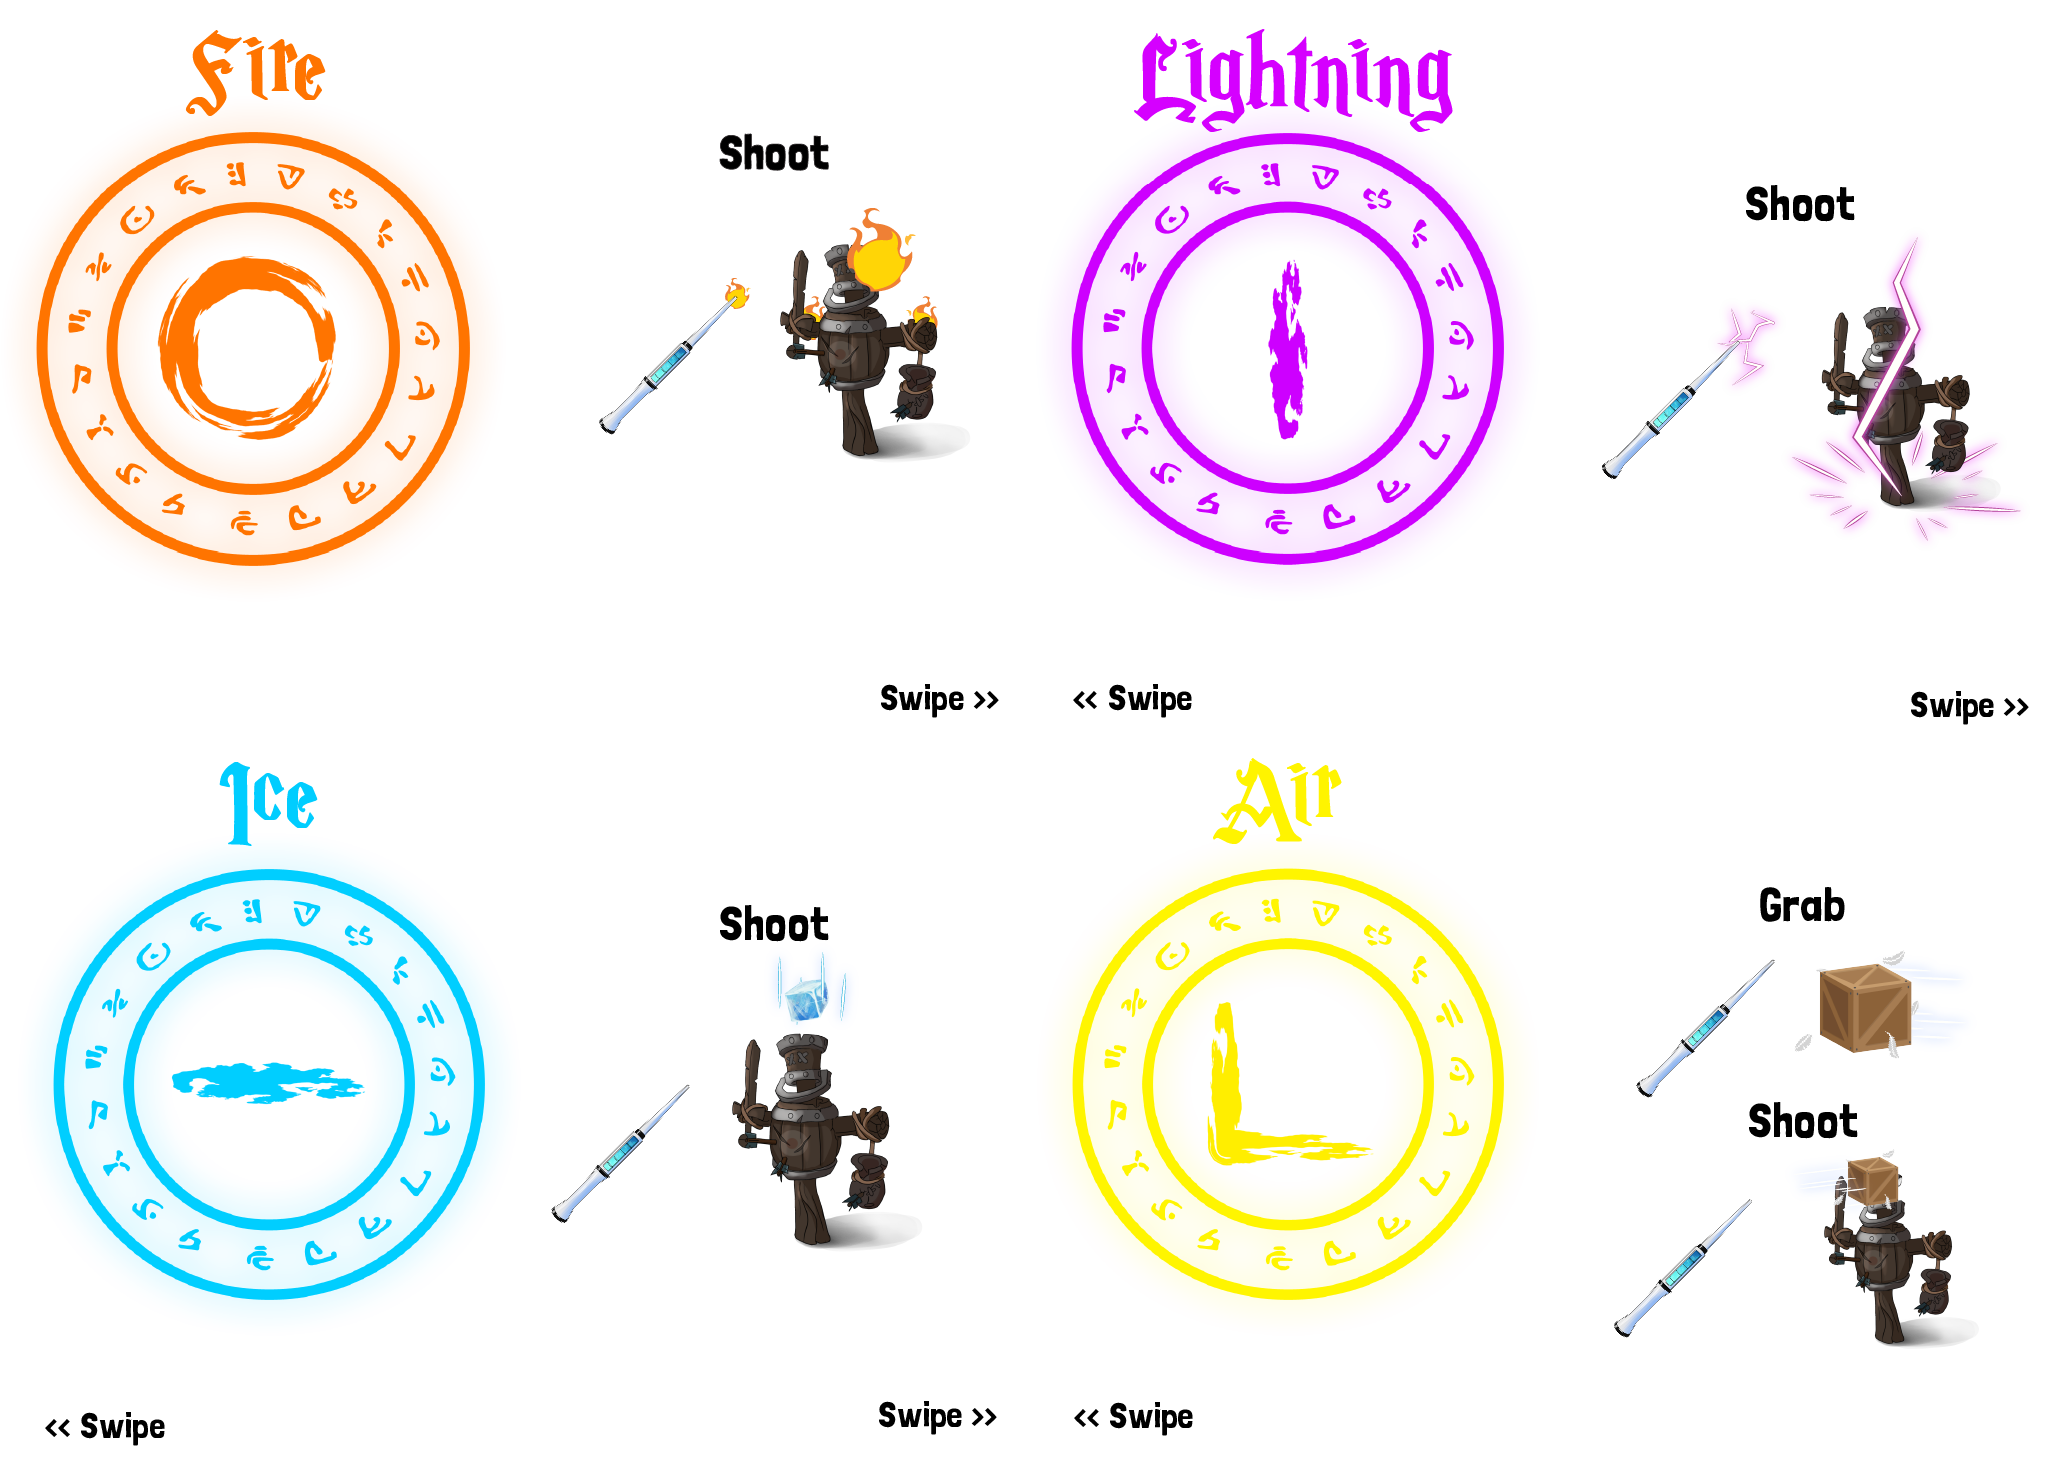 Fire
Shoot
Swipe >>
Lightning
Shoot
<< Swipe
Swipe >>
Ice
Shoot
<< Swipe
Swipe >>
Air
Grab
Shoot
<< Swipe